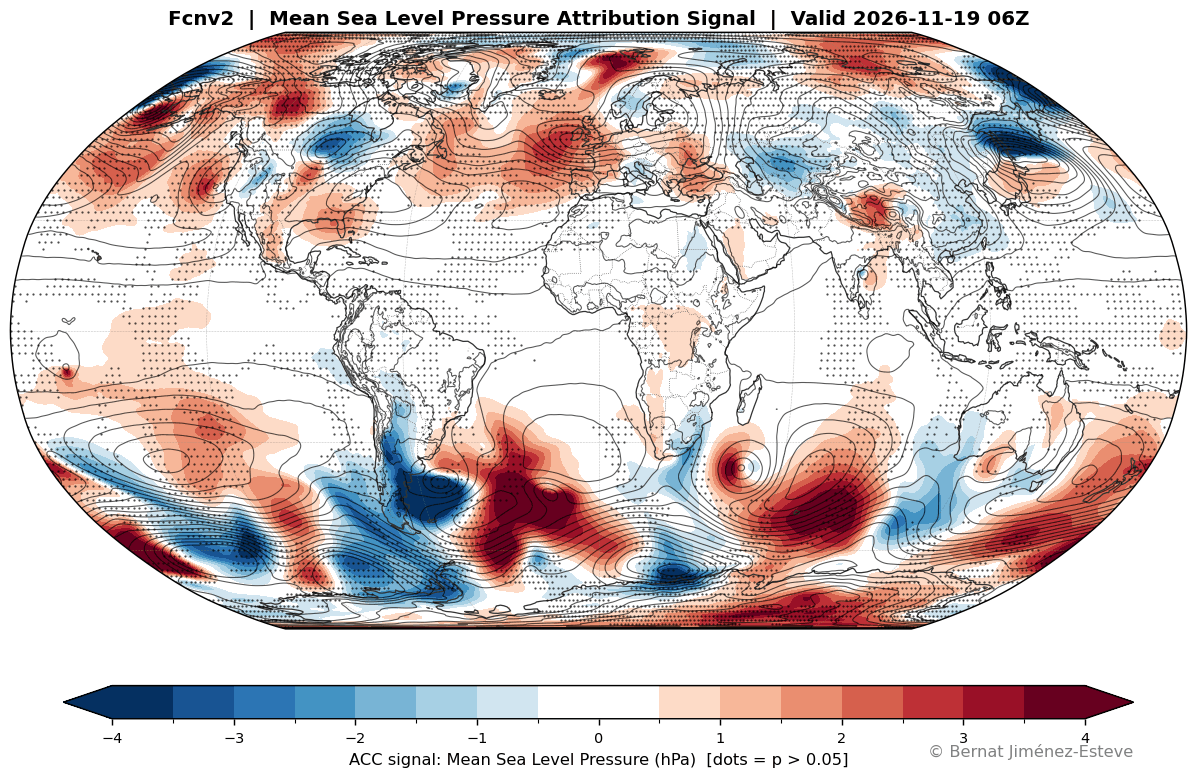 Fcnv2 | Mean Sea Level Pressure Attribution Signal | Valid 2026-11-19 06Z
−4 −3 −2 −1 0 1 2 3 4
© Bernat Jiménez-Esteve
ACC signal: Mean Sea Level Pressure (hPa) [dots = p > 0.05]